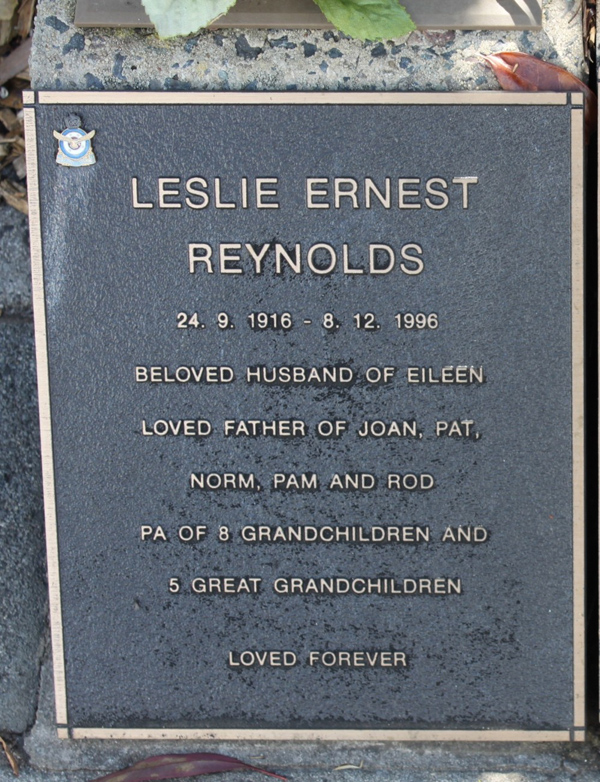 LESLIE ERNEST
REYNOLDS
24. 9. 1916 - 8. 12. 1996
BELOVED HUSBAND OF EILEEN
LOVED FATHER OF JOAN, PAT,
NORM, PAM AND ROD
PA OF 8 GRANDCHILDREN AND
5 GREAT GRANDCHILDREN
LOVED FOREVER